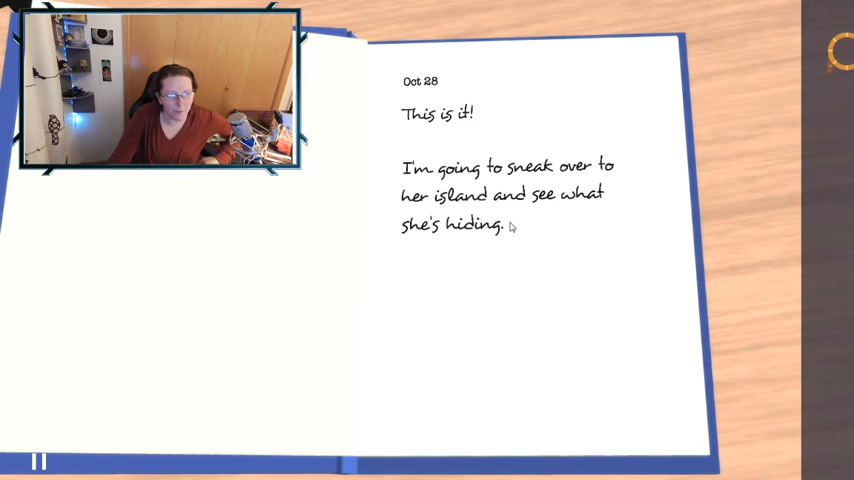 Oct 28
This is it!
I'm going to sneak over to
her island and see what
she's hiding.